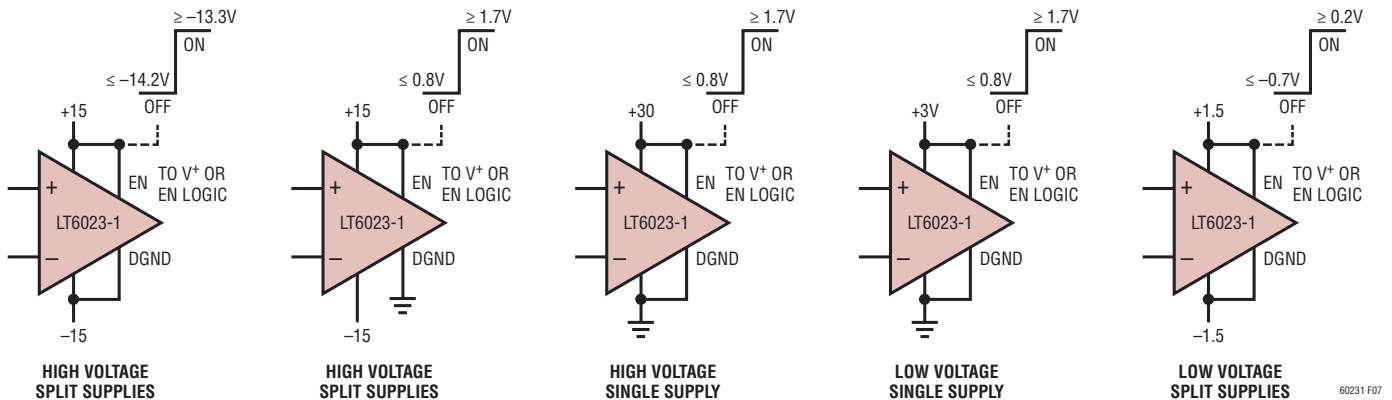 ≥ –13.3V
ON
≤ –14.2V
OFF
+15
+
–
LT6023-1
EN
TO V⁺ OR
EN LOGIC
DGND
–15
HIGH VOLTAGE
SPLIT SUPPLIES
≥ 1.7V
ON
≤ 0.8V
OFF
+15
+
–
LT6023-1
EN
TO V⁺ OR
EN LOGIC
DGND
–15
HIGH VOLTAGE
SPLIT SUPPLIES
≥ 1.7V
ON
≤ 0.8V
OFF
+30
+
–
LT6023-1
EN
TO V⁺ OR
EN LOGIC
DGND
HIGH VOLTAGE
SINGLE SUPPLY
≥ 1.7V
ON
≤ 0.8V
OFF
+3V
+
–
LT6023-1
EN
TO V⁺ OR
EN LOGIC
DGND
LOW VOLTAGE
SINGLE SUPPLY
≥ 0.2V
ON
≤ –0.7V
OFF
+1.5
+
–
LT6023-1
EN
TO V⁺ OR
EN LOGIC
DGND
–1.5
LOW VOLTAGE
SPLIT SUPPLIES
60231 F07